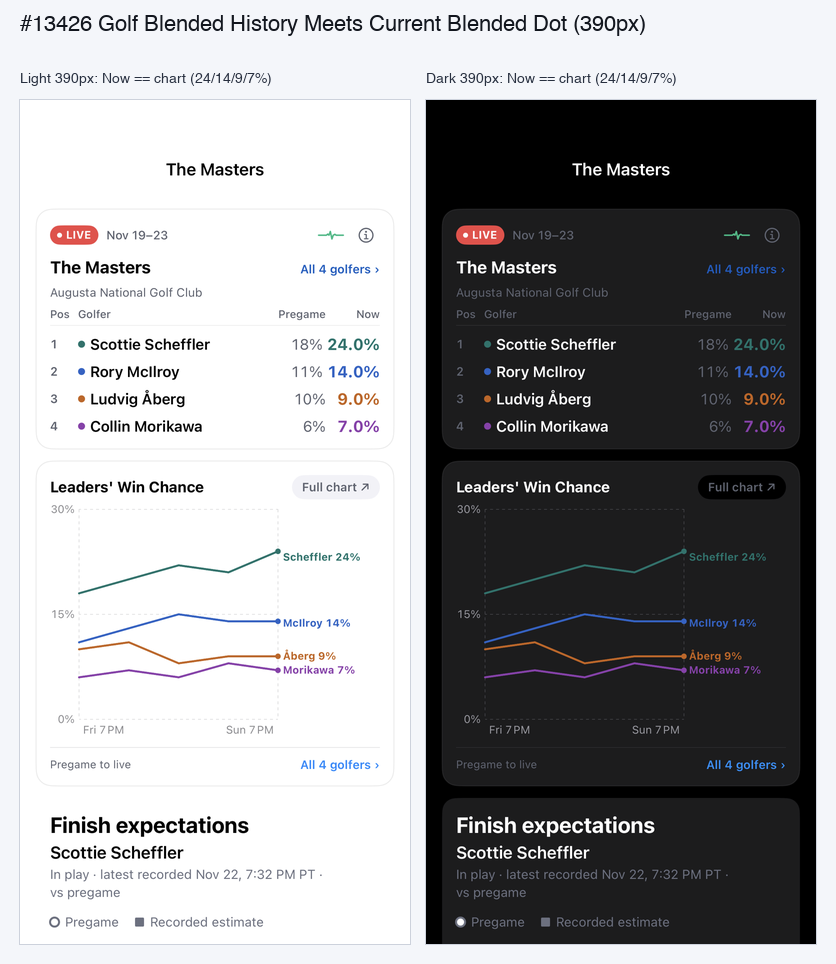 #13426 Golf Blended History Meets Current Blended Dot (390px)
Light 390px: Now == chart (24/14/9/7%)
The Masters
LIVE Nov 19–23
The Masters All 4 golfers ›
Augusta National Golf Club
Pos Golfer Pregame Now
1 Scottie Scheffler 18% 24.0%
2 Rory McIlroy 11% 14.0%
3 Ludvig Åberg 10% 9.0%
4 Collin Morikawa 6% 7.0%
Leaders' Win Chance Full chart ↗
30%
Scheffler 24%
15%
McIlroy 14%
Åberg 9%
Morikawa 7%
0%
Fri 7 PM Sun 7 PM
Pregame to live All 4 golfers ›
Finish expectations
Scottie Scheffler
In play · latest recorded Nov 22, 7:32 PM PT ·
vs pregame
Pregame Recorded estimate
Dark 390px: Now == chart (24/14/9/7%)
The Masters
LIVE Nov 19–23
The Masters All 4 golfers ›
Augusta National Golf Club
Pos Golfer Pregame Now
1 Scottie Scheffler 18% 24.0%
2 Rory McIlroy 11% 14.0%
3 Ludvig Åberg 10% 9.0%
4 Collin Morikawa 6% 7.0%
Leaders' Win Chance Full chart ↗
30%
Scheffler 24%
15%
McIlroy 14%
Åberg 9%
Morikawa 7%
0%
Fri 7 PM Sun 7 PM
Pregame to live All 4 golfers ›
Finish expectations
Scottie Scheffler
In play · latest recorded Nov 22, 7:32 PM PT ·
vs pregame
Pregame Recorded estimate